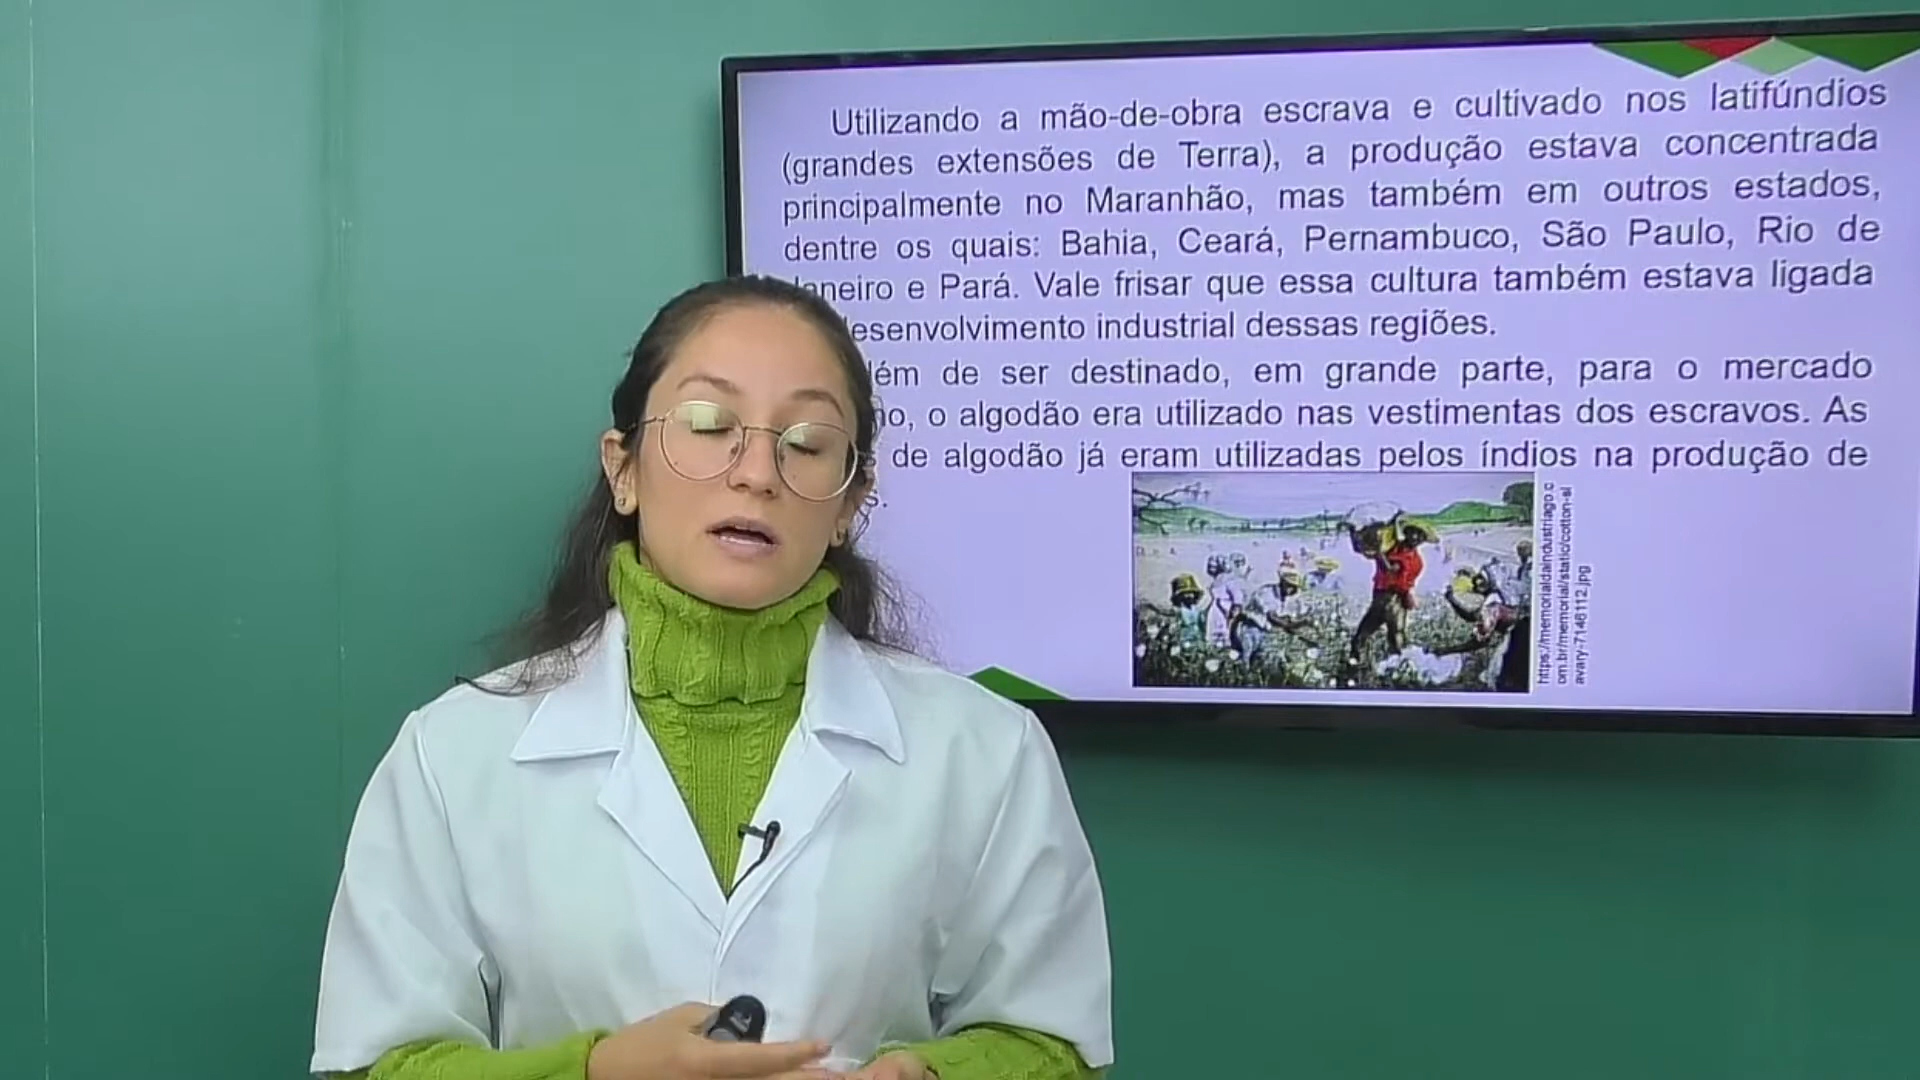 Utilizando a mão-de-obra escrava e cultivado nos latifúndios
(grandes extensões de Terra), a produção estava concentrada
principalmente no Maranhão, mas também em outros estados,
dentre os quais: Bahia, Ceará, Pernambuco, São Paulo, Rio de
aneiro e Pará. Vale frisar que essa cultura também estava ligada
esenvolvimento industrial dessas regiões.
lém de ser destinado, em grande parte, para o mercado
no, o algodão era utilizado nas vestimentas dos escravos. As
de algodão já eram utilizadas pelos índios na produção de
s.
https://memorialdaindustriago.c
om.br/memorial/static/cotton-sl
avary-7146112.jpg